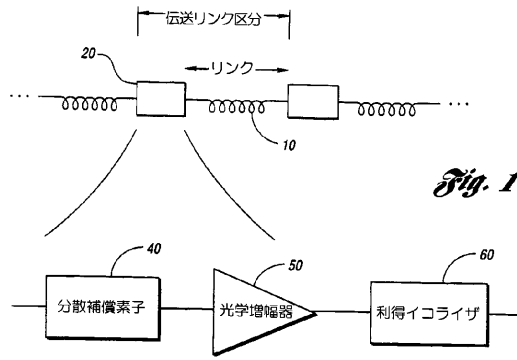 伝送リンク区分
20
リンク
...
...
10
Fig. 1
40
50
60
分散補償素子
光学増幅器
利得イコライザ